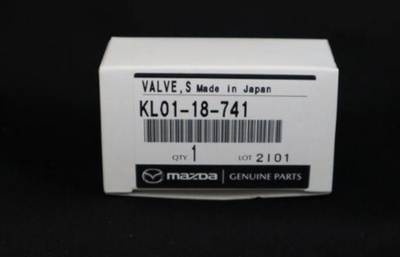 VALVE,S Made in Japan
KL01-18-741
QTY 1 LOT 2101
mazda GENUINE PARTS